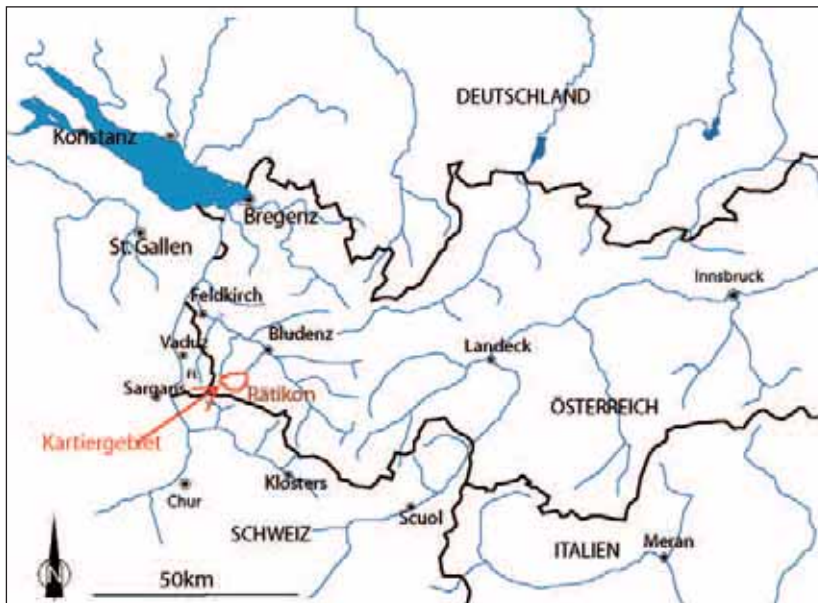 DEUTSCHLAND
Konstanz
Bregenz
St. Gallen
Innsbruck
Feldkirch
Bludenz
Vaduz
Landeck
FL
Sargans
Rätikon
ÖSTERREICH
Kartiergebiet
Klosters
Chur
Scuol
SCHWEIZ
ITALIEN
Meran
N
50km